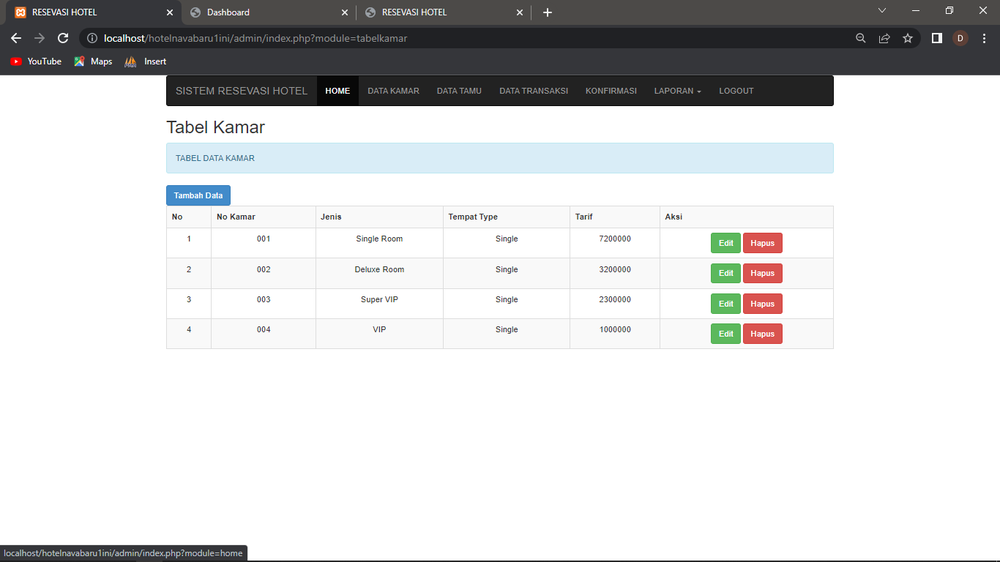 RESEVASI HOTEL Dashboard RESEVASI HOTEL
localhost/hotelnavabaru1ini/admin/index.php?module=tabelkamar D
YouTube Maps Insert
SISTEM RESEVASI HOTEL HOME DATA KAMAR DATA TAMU DATA TRANSAKSI KONFIRMASI LAPORAN LOGOUT
Tabel Kamar
TABEL DATA KAMAR
Tambah Data
No No Kamar Jenis Tempat Type Tarif Aksi
1 001 Single Room Single 7200000 Edit Hapus
2 002 Deluxe Room Single 3200000 Edit Hapus
3 003 Super VIP Single 2300000 Edit Hapus
4 004 VIP Single 1000000 Edit Hapus
localhost/hotelnavabaru1ini/admin/index.php?module=home